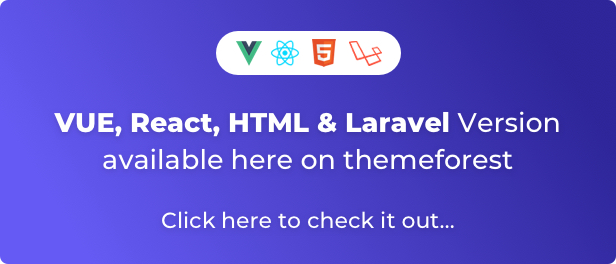 VUE, React, HTML & Laravel Version
available here on themeforest
Click here to check it out...